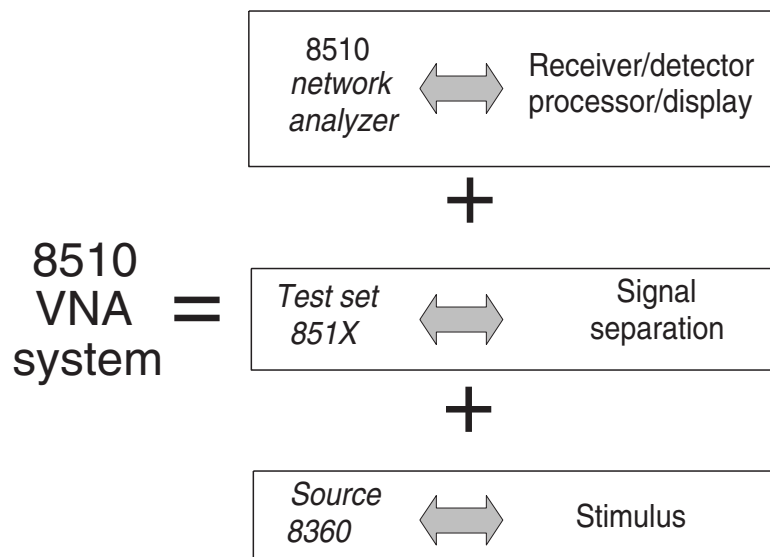 8510
network
analyzer
Receiver/detector
processor/display
+
8510
VNA
system
=
Test set
851X
Signal
separation
+
Source
8360
Stimulus